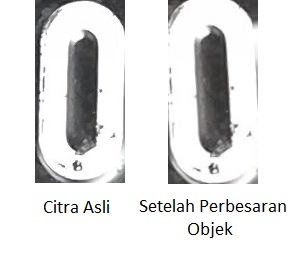 Citra Asli
Setelah Perbesaran
Objek